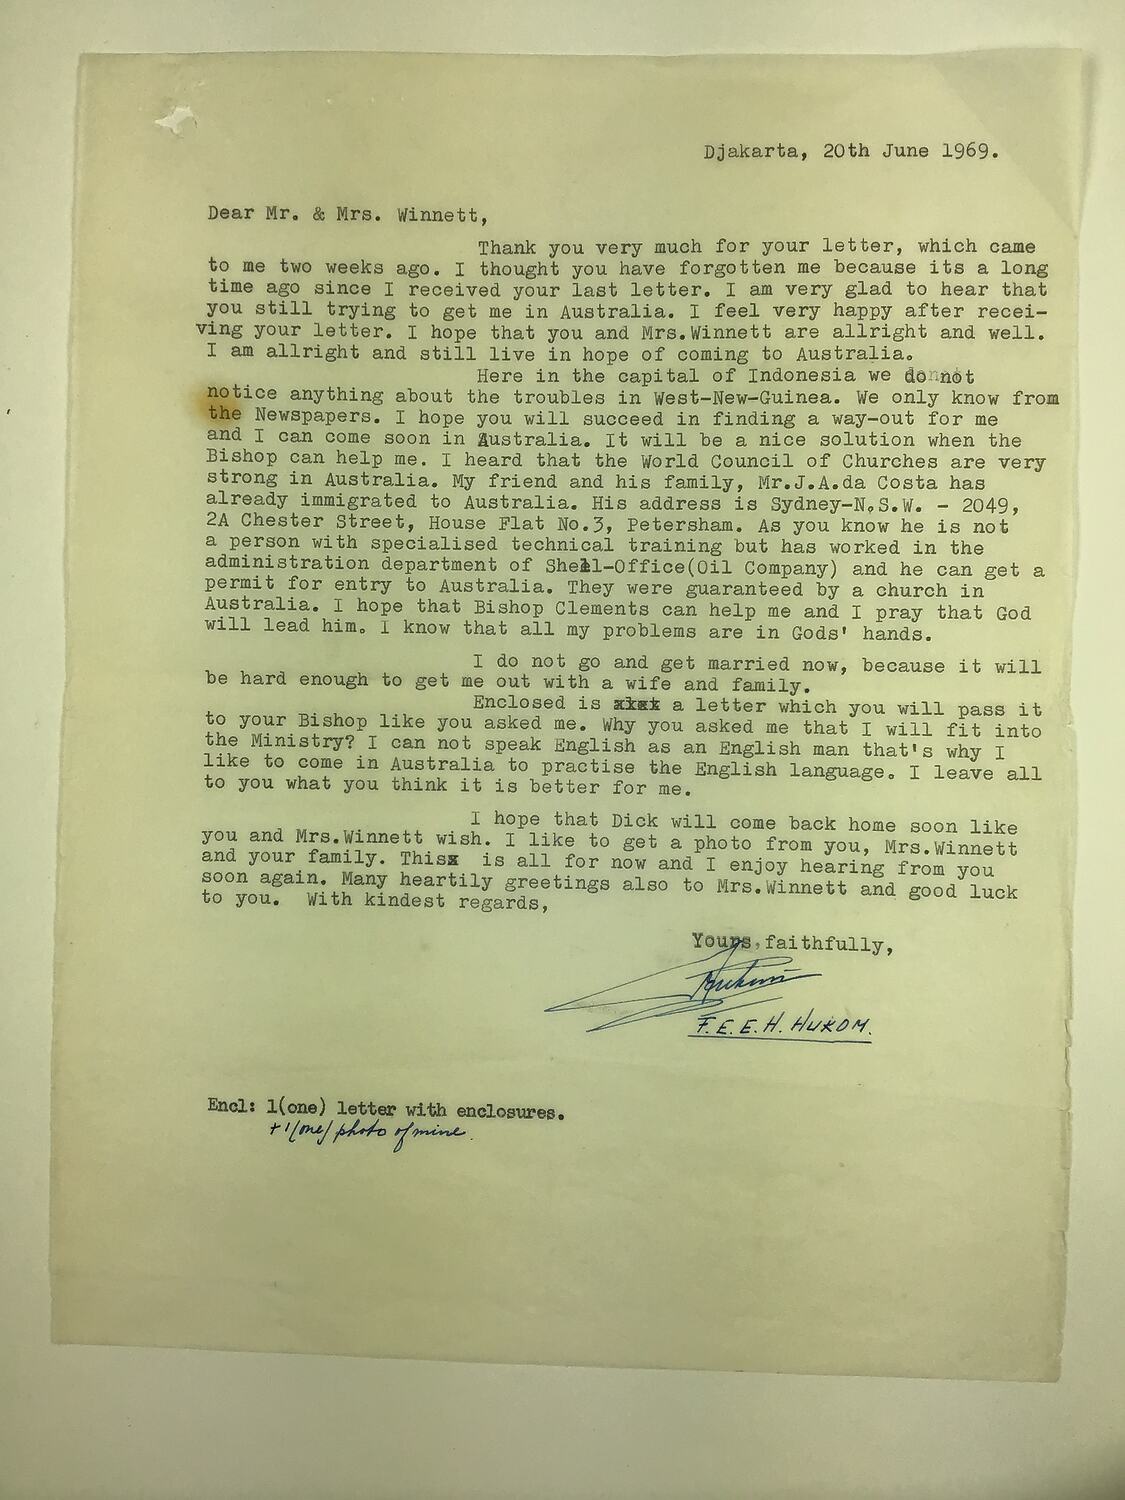 Djakarta, 20th June 1969.
Dear Mr. & Mrs. Winnett,
Thank you very much for your letter, which came
to me two weeks ago. I thought you have forgotten me because its a long
time ago since I received your last letter. I am very glad to hear that
you still trying to get me in Australia. I feel very happy after recei-
ving your letter. I hope that you and Mrs.Winnett are allright and well.
I am allright and still live in hope of coming to Australia.
Here in the capital of Indonesia we do not
notice anything about the troubles in West-New-Guinea. We only know from
the Newspapers. I hope you will succeed in finding a way-out for me
and I can come soon in Australia. It will be a nice solution when the
Bishop can help me. I heard that the World Council of Churches are very
strong in Australia. My friend and his family, Mr.J.A.da Costa has
already immigrated to Australia. His address is Sydney-N.S.W. - 2049,
2A Chester Street, House Flat No.3, Petersham. As you know he is not
a person with specialised technical training but has worked in the
administration department of Shell-Office(Oil Company) and he can get a
permit for entry to Australia. They were guaranteed by a church in
Australia. I hope that Bishop Clements can help me and I pray that God
will lead him. I know that all my problems are in Gods' hands.
I do not go and get married now, because it will
be hard enough to get me out with a wife and family.
Enclosed is a letter which you will pass it
to your Bishop like you asked me. Why you asked me that I will fit into
the Ministry? I can not speak English as an English man that's why I
like to come in Australia to practise the English language. I leave all
to you what you think it is better for me.
I hope that Dick will come back home soon like
you and Mrs.Winnett wish. I like to get a photo from you, Mrs.Winnett
and your family. This is all for now and I enjoy hearing from you
soon again. Many heartily greetings also to Mrs.Winnett and good luck
to you. With kindest regards,
Yours, faithfully,
F.E.E.H. HUKOM.
Encl: 1(one) letter with enclosures.
+ 1(one) photo of mine.